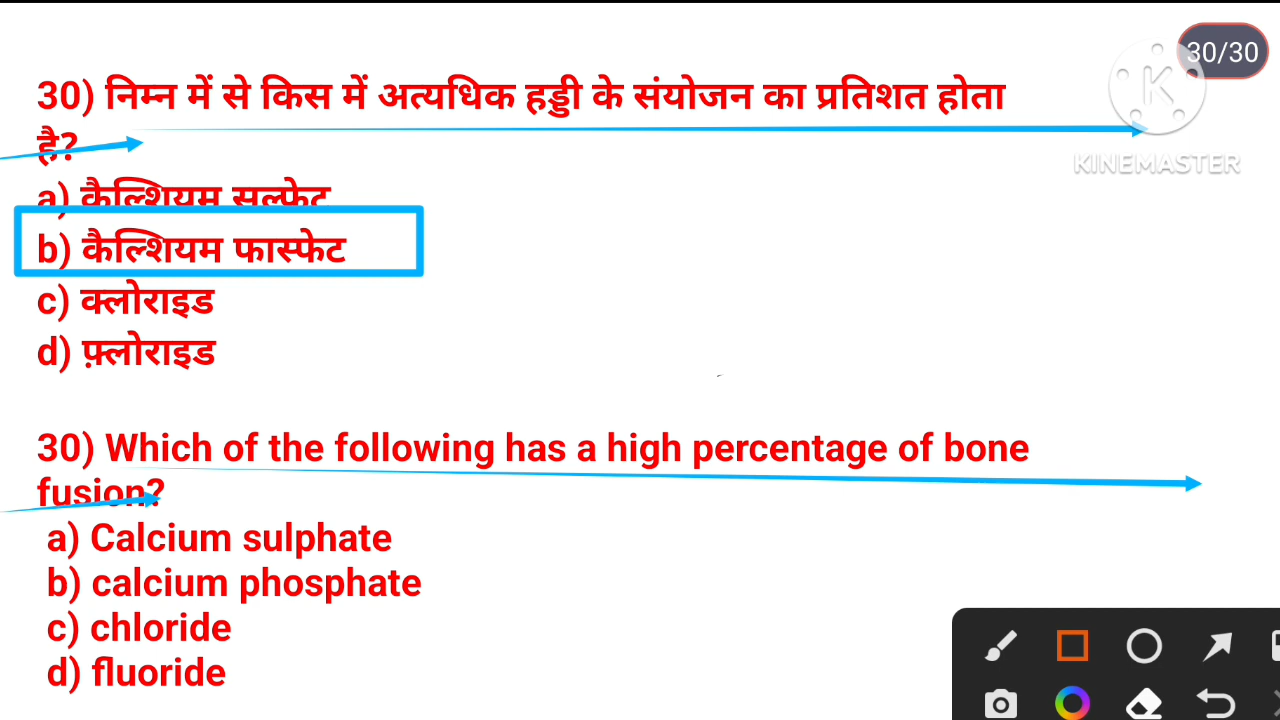 30/30
30) निम्न में से किस में अत्यधिक हड्डी के संयोजन का प्रतिशत होता
है?
KINEMASTER
a) कैल्शियम सल्फेट
b) कैल्शियम फास्फेट
c) क्लोराइड
d) फ़्लोराइड
30) Which of the following has a high percentage of bone
fusion?
a) Calcium sulphate
b) calcium phosphate
c) chloride
d) fluoride